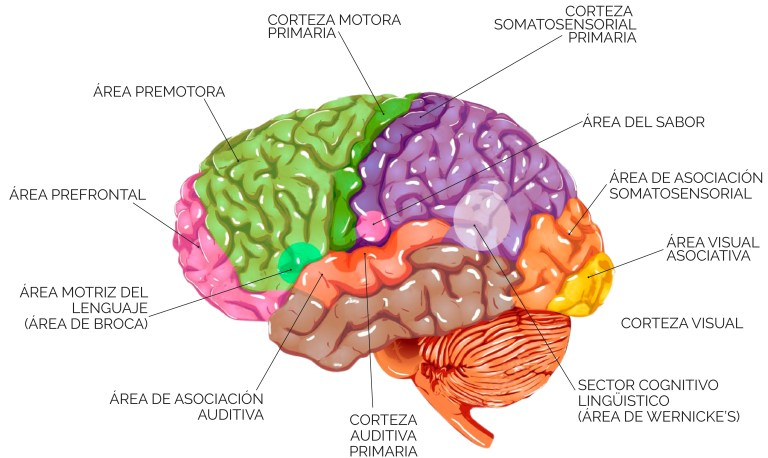 CORTEZA MOTORA
PRIMARIA
CORTEZA
SOMATOSENSORIAL
PRIMARIA
ÁREA PREMOTORA
ÁREA DEL SABOR
ÁREA PREFRONTAL
ÁREA DE ASOCIACIÓN
SOMATOSENSORIAL
ÁREA VISUAL
ASOCIATIVA
ÁREA MOTRIZ DEL
LENGUAJE
(ÁREA DE BROCA)
CORTEZA VISUAL
ÁREA DE ASOCIACIÓN
AUDITIVA
CORTEZA
AUDITIVA
PRIMARIA
SECTOR COGNITIVO
LINGÜISTICO
(ÁREA DE WERNICKE'S)